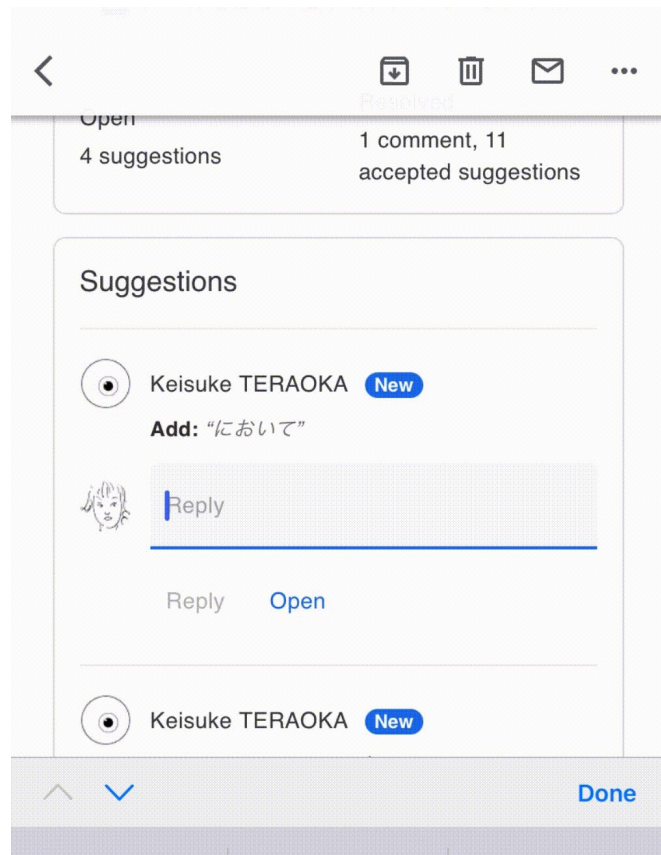 Resolved
Open
4 suggestions
1 comment, 11
accepted suggestions
Suggestions
Keisuke TERAOKA New
Add: “において”
Reply
Reply Open
Keisuke TERAOKA New
Done